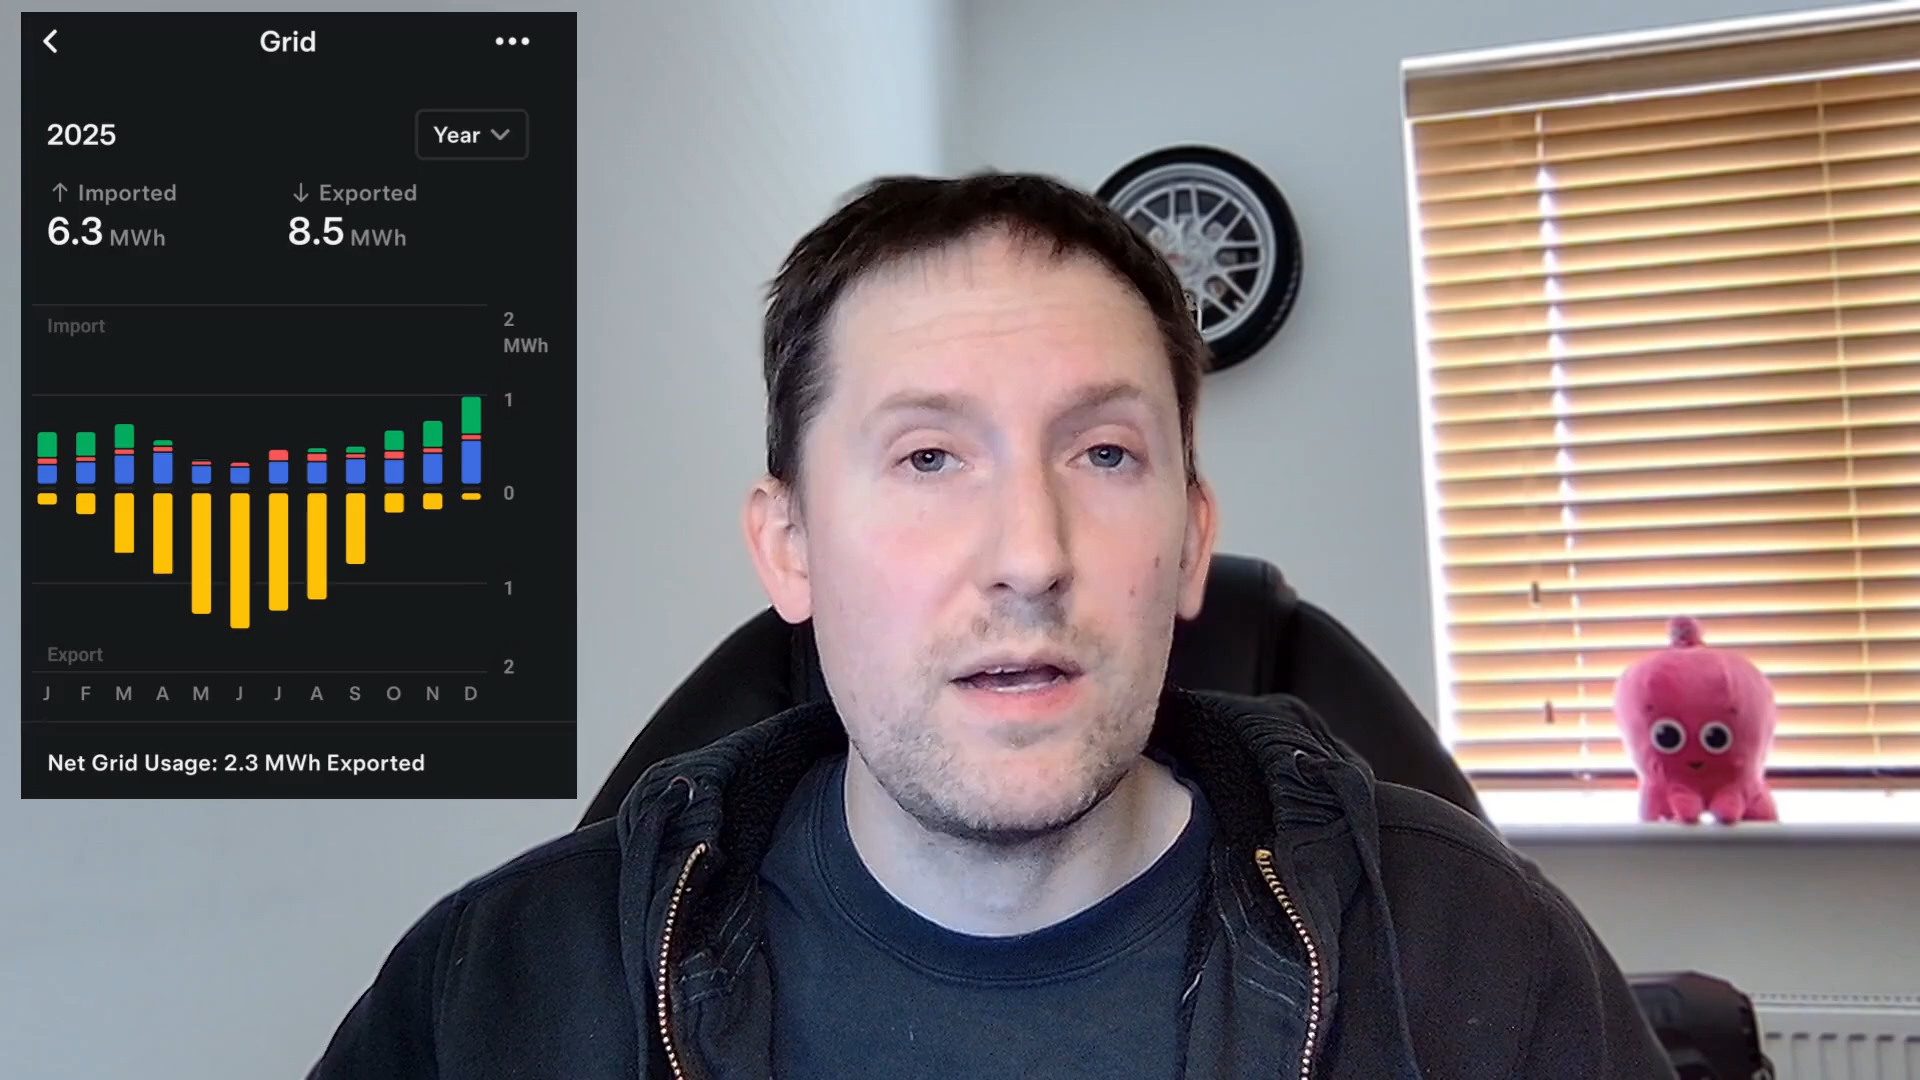 Grid
2025
Year
↑ Imported
↓ Exported
6.3 MWh
8.5 MWh
Import
2
MWh
1
0
1
Export
2
J F M A M J J A S O N D
Net Grid Usage: 2.3 MWh Exported